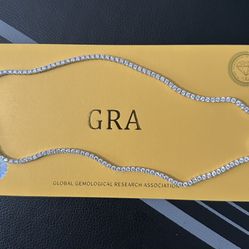 GRA
GLOBAL GEMOLOGICAL RESEARCH ASSOCIATION